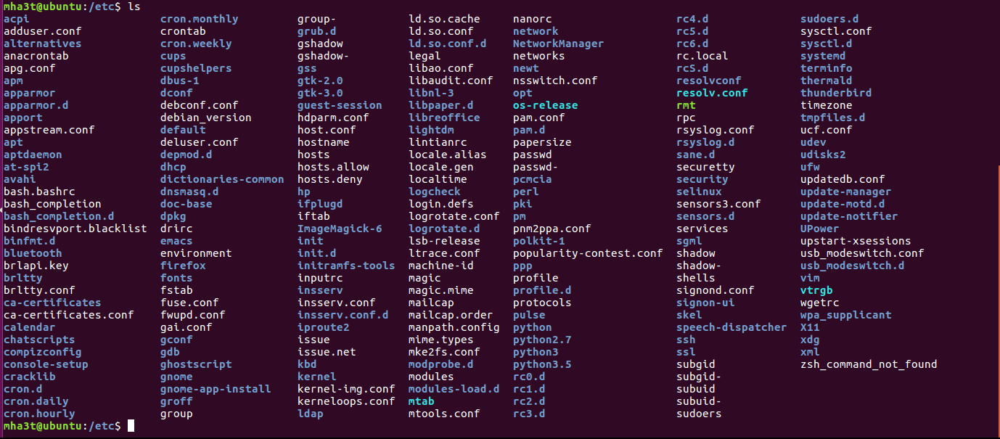 mha3t@ubuntu:/etc$ ls
acpi cron.monthly group- ld.so.cache nanorc rc4.d sudoers.d
adduser.conf crontab grub.d ld.so.conf network rc5.d sysctl.conf
alternatives cron.weekly gshadow ld.so.conf.d NetworkManager rc6.d sysctl.d
anacrontab cups gshadow- legal networks rc.local systemd
apg.conf cupshelpers gss libao.conf newt rcS.d terminfo
apm dbus-1 gtk-2.0 libaudit.conf nsswitch.conf resolvconf thermald
apparmor dconf gtk-3.0 libnl-3 opt resolv.conf thunderbird
apparmor.d debconf.conf guest-session libpaper.d os-release rmt timezone
apport debian_version hdparm.conf libreoffice pam.conf rpc tmpfiles.d
appstream.conf default host.conf lightdm pam.d rsyslog.conf ucf.conf
apt deluser.conf hostname lintianrc papersize rsyslog.d udev
aptdaemon depmod.d hosts locale.alias passwd sane.d udisks2
at-spi2 dhcp hosts.allow locale.gen passwd- securetty ufw
avahi dictionaries-common hosts.deny localtime pcmcia security updatedb.conf
bash.bashrc dnsmasq.d hp logcheck perl selinux update-manager
bash_completion doc-base ifplugd login.defs pki sensors3.conf update-motd.d
bash_completion.d dpkg iftab logrotate.conf pm sensors.d update-notifier
bindresvport.blacklist drirc ImageMagick-6 logrotate.d pnm2ppa.conf services UPower
binfmt.d emacs init lsb-release polkit-1 sgml upstart-xsessions
bluetooth environment init.d ltrace.conf popularity-contest.conf shadow usb_modeswitch.conf
brlapi.key firefox initramfs-tools machine-id ppp shadow- usb_modeswitch.d
brltty fonts inputrc magic profile shells vim
brltty.conf fstab insserv magic.mime profile.d signond.conf vtrgb
ca-certificates fuse.conf insserv.conf mailcap protocols signon-ui wgetrc
ca-certificates.conf fwupd.conf insserv.conf.d mailcap.order pulse skel wpa_supplicant
calendar gai.conf iproute2 manpath.config python speech-dispatcher X11
chatscripts gconf issue mime.types python2.7 ssh xdg
compizconfig gdb issue.net mke2fs.conf python3 ssl xml
console-setup ghostscript kbd modprobe.d python3.5 subgid zsh_command_not_found
cracklib gnome kernel modules rc0.d subgid-
cron.d gnome-app-install kernel-img.conf modules-load.d rc1.d subuid
cron.daily groff kerneloops.conf mtab rc2.d subuid-
cron.hourly group ldap mtools.conf rc3.d sudoers
mha3t@ubuntu:/etc$